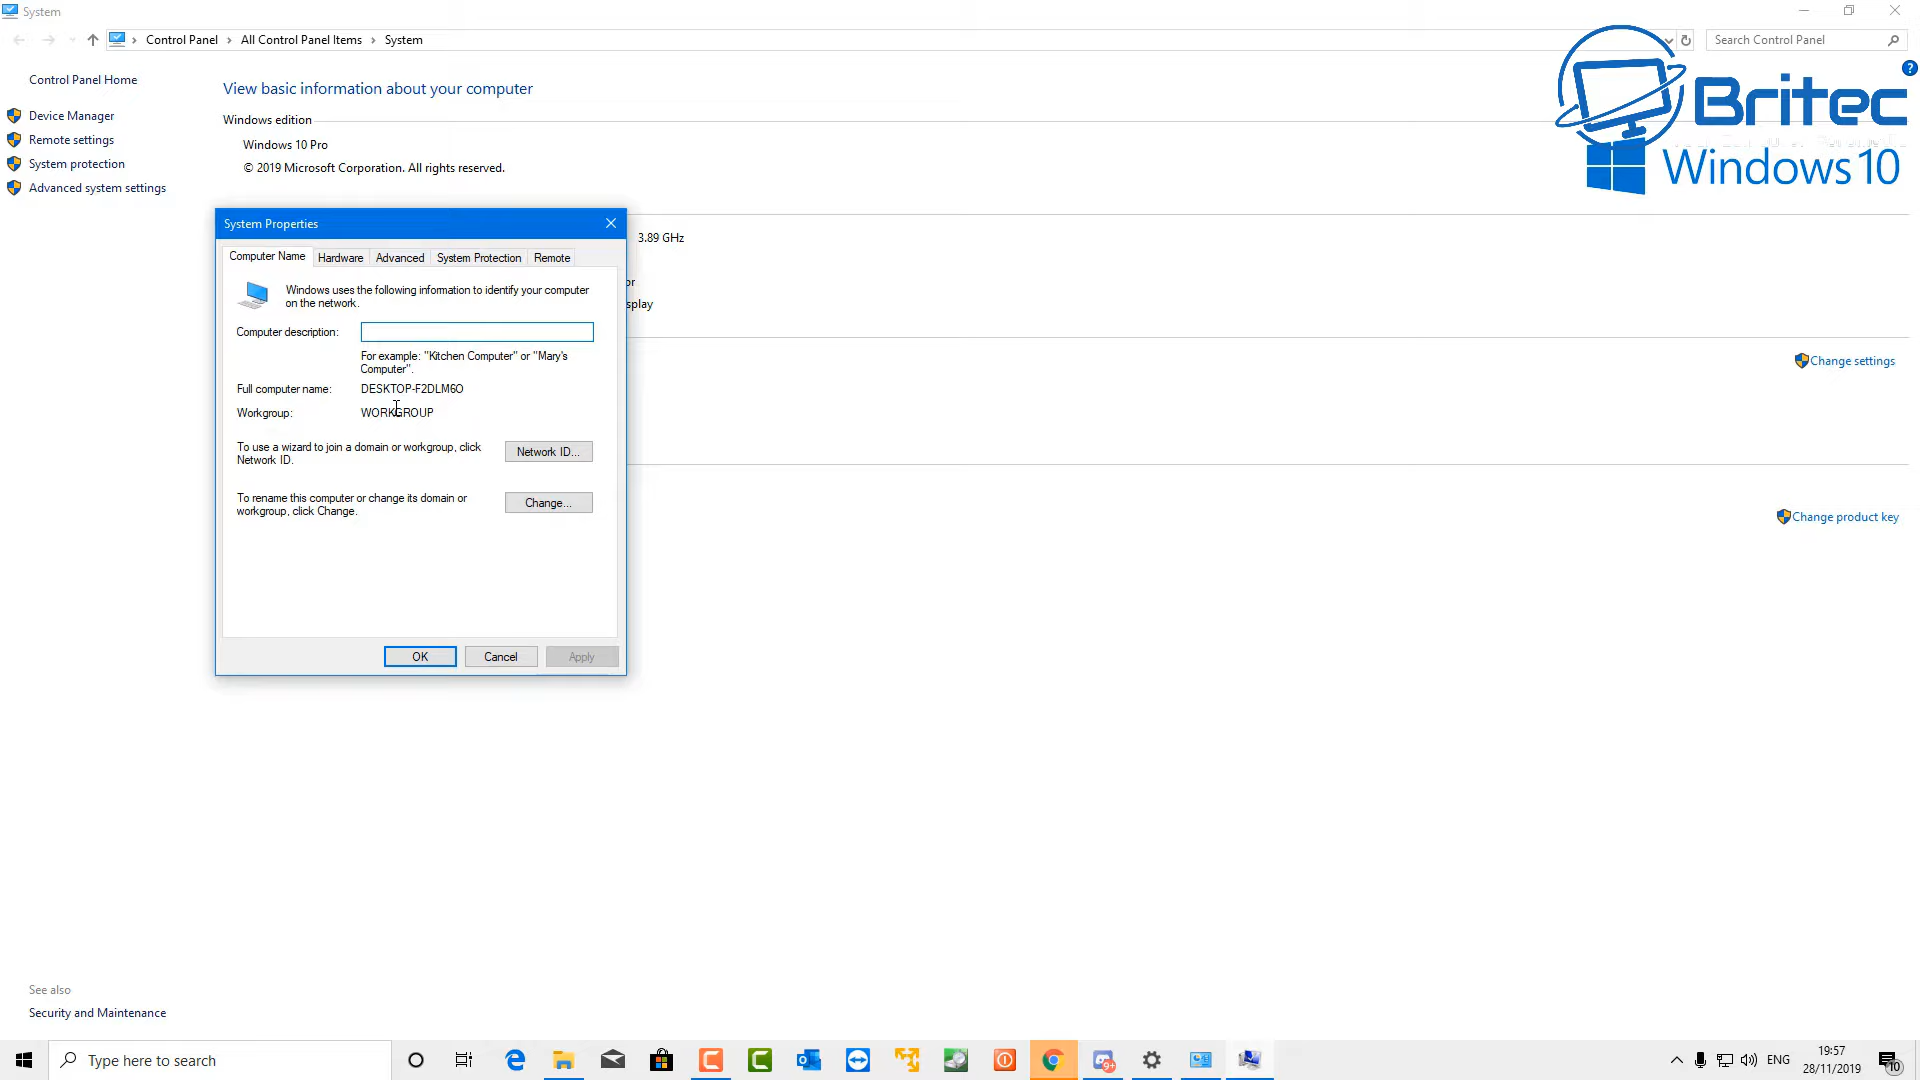 System
Control Panel > All Control Panel Items > System
Search Control Panel
Control Panel Home
Device Manager
Remote settings
System protection
Advanced system settings
View basic information about your computer
Windows edition
Windows 10 Pro
© 2019 Microsoft Corporation. All rights reserved.
Britec
Windows 10
System Properties
3.89 GHz
Computer Name
Hardware
Advanced
System Protection
Remote
or
Windows uses the following information to identify your computer
on the network.
splay
Computer description:
For example: "Kitchen Computer" or "Mary's
Computer".
Change settings
Full computer name: DESKTOP-F2DLM6O
Workgroup: WORKGROUP
To use a wizard to join a domain or workgroup, click
Network ID.
Network ID...
To rename this computer or change its domain or
workgroup, click Change.
Change...
Change product key
OK
Cancel
Apply
See also
Security and Maintenance
Type here to search
9+
ENG
19:57
28/11/2019
10